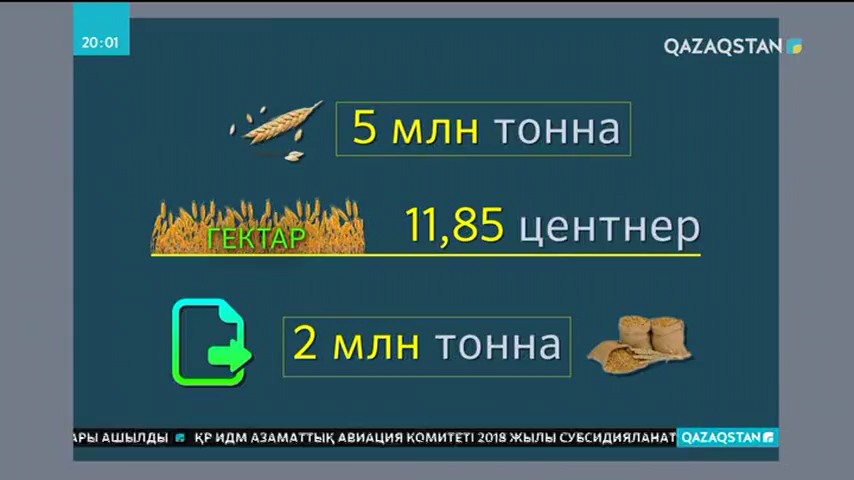 20:01
QAZAQSTAN
5 млн тонна
ГЕКТАР
11,85 центнер
2 млн тонна
АРЫ АШЫЛДЫ ҚР ИДМ АЗАМАТТЫҚ АВИАЦИЯ КОМИТЕТІ 2018 ЖЫЛЫ СУБСИДИЯЛАНАТ
QAZAQSTAN